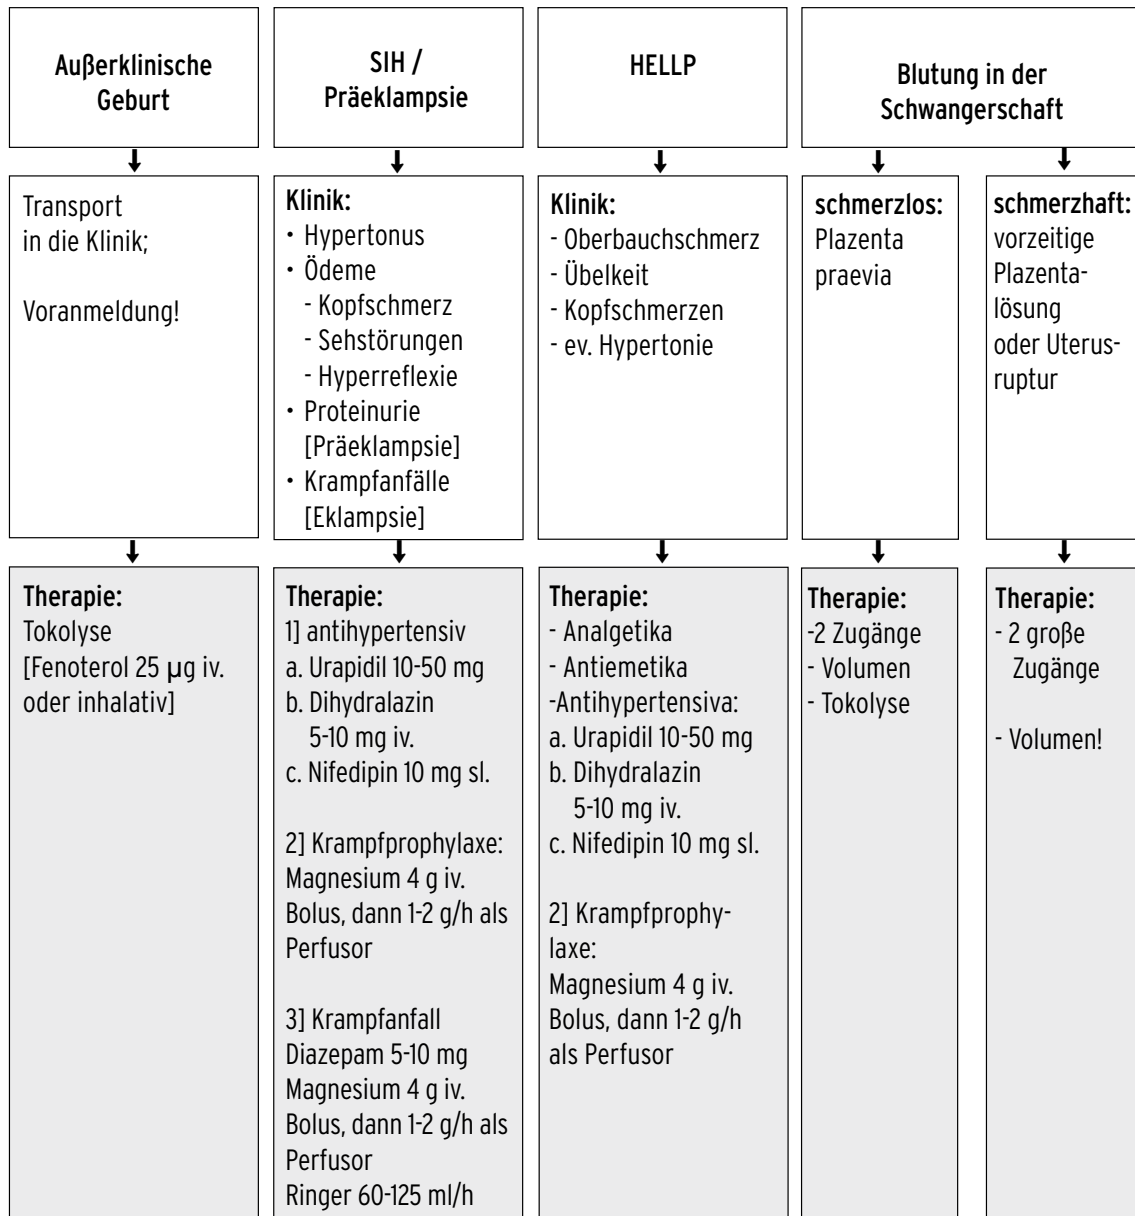 Außerklinische
Geburt
SIH /
Präeklampsie
HELLP
Blutung in der
Schwangerschaft
Transport
in die Klinik;
Voranmeldung!
Klinik:
• Hypertonus
• Ödeme
- Kopfschmerz
- Sehstörungen
- Hyperreflexie
• Proteinurie
[Präeklampsie]
• Krampfanfälle
[Eklampsie]
Klinik:
- Oberbauchschmerz
- Übelkeit
- Kopfschmerzen
- ev. Hypertonie
schmerzlos:
Plazenta
praevia
schmerzhaft:
vorzeitige
Plazenta-
lösung
oder Uterus-
ruptur
Therapie:
Tokolyse
[Fenoterol 25 µg iv.
oder inhalativ]
Therapie:
1] antihypertensiv
a. Urapidil 10-50 mg
b. Dihydralazin
5-10 mg iv.
c. Nifedipin 10 mg sl.
2] Krampfprophylaxe:
Magnesium 4 g iv.
Bolus, dann 1-2 g/h als
Perfusor
3] Krampfanfall
Diazepam 5-10 mg
Magnesium 4 g iv.
Bolus, dann 1-2 g/h als
Perfusor
Ringer 60-125 ml/h
Therapie:
- Analgetika
- Antiemetika
-Antihypertensiva:
a. Urapidil 10-50 mg
b. Dihydralazin
5-10 mg iv.
c. Nifedipin 10 mg sl.
2] Krampfprophy-
laxe:
Magnesium 4 g iv.
Bolus, dann 1-2 g/h
als Perfusor
Therapie:
-2 Zugänge
- Volumen
- Tokolyse
Therapie:
- 2 große
Zugänge
- Volumen!